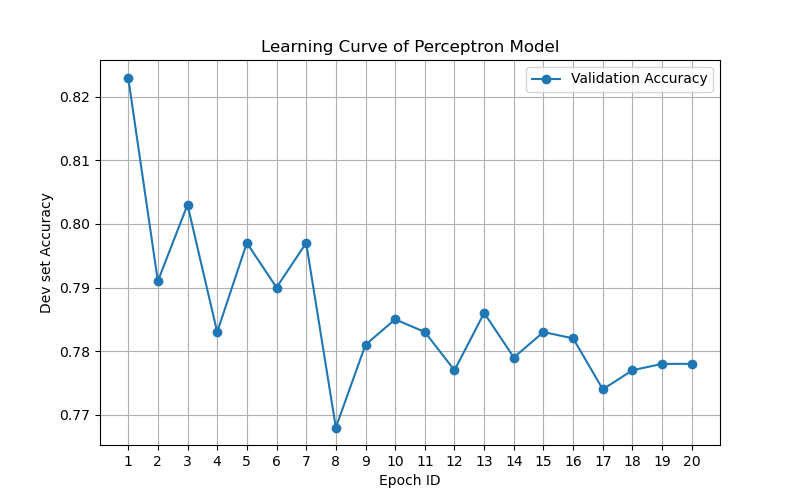 Learning Curve of Perceptron Model
Validation Accuracy
0.82
0.81
0.80
0.79
0.78
0.77
Dev set Accuracy
1 2 3 4 5 6 7 8 9 10 11 12 13 14 15 16 17 18 19 20
Epoch ID